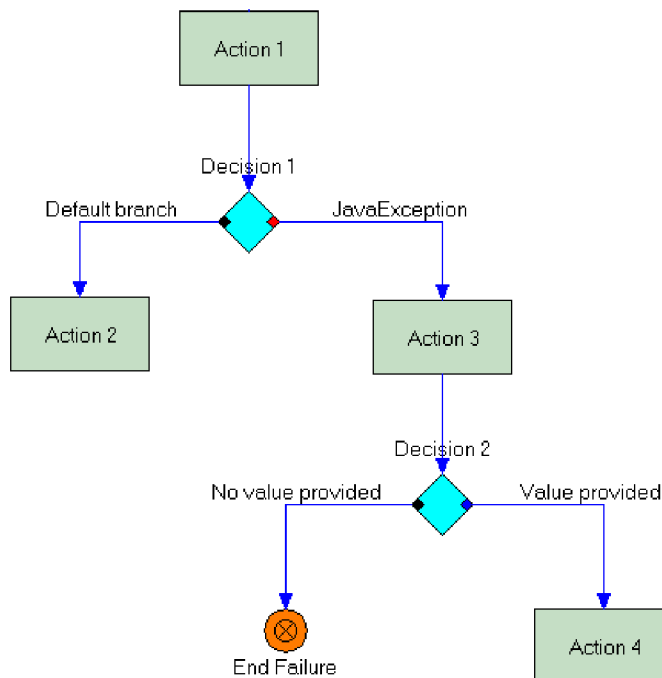 Action 1
Decision 1
Default branch
JavaException
Action 2
Action 3
Decision 2
No value provided
Value provided
End Failure
Action 4